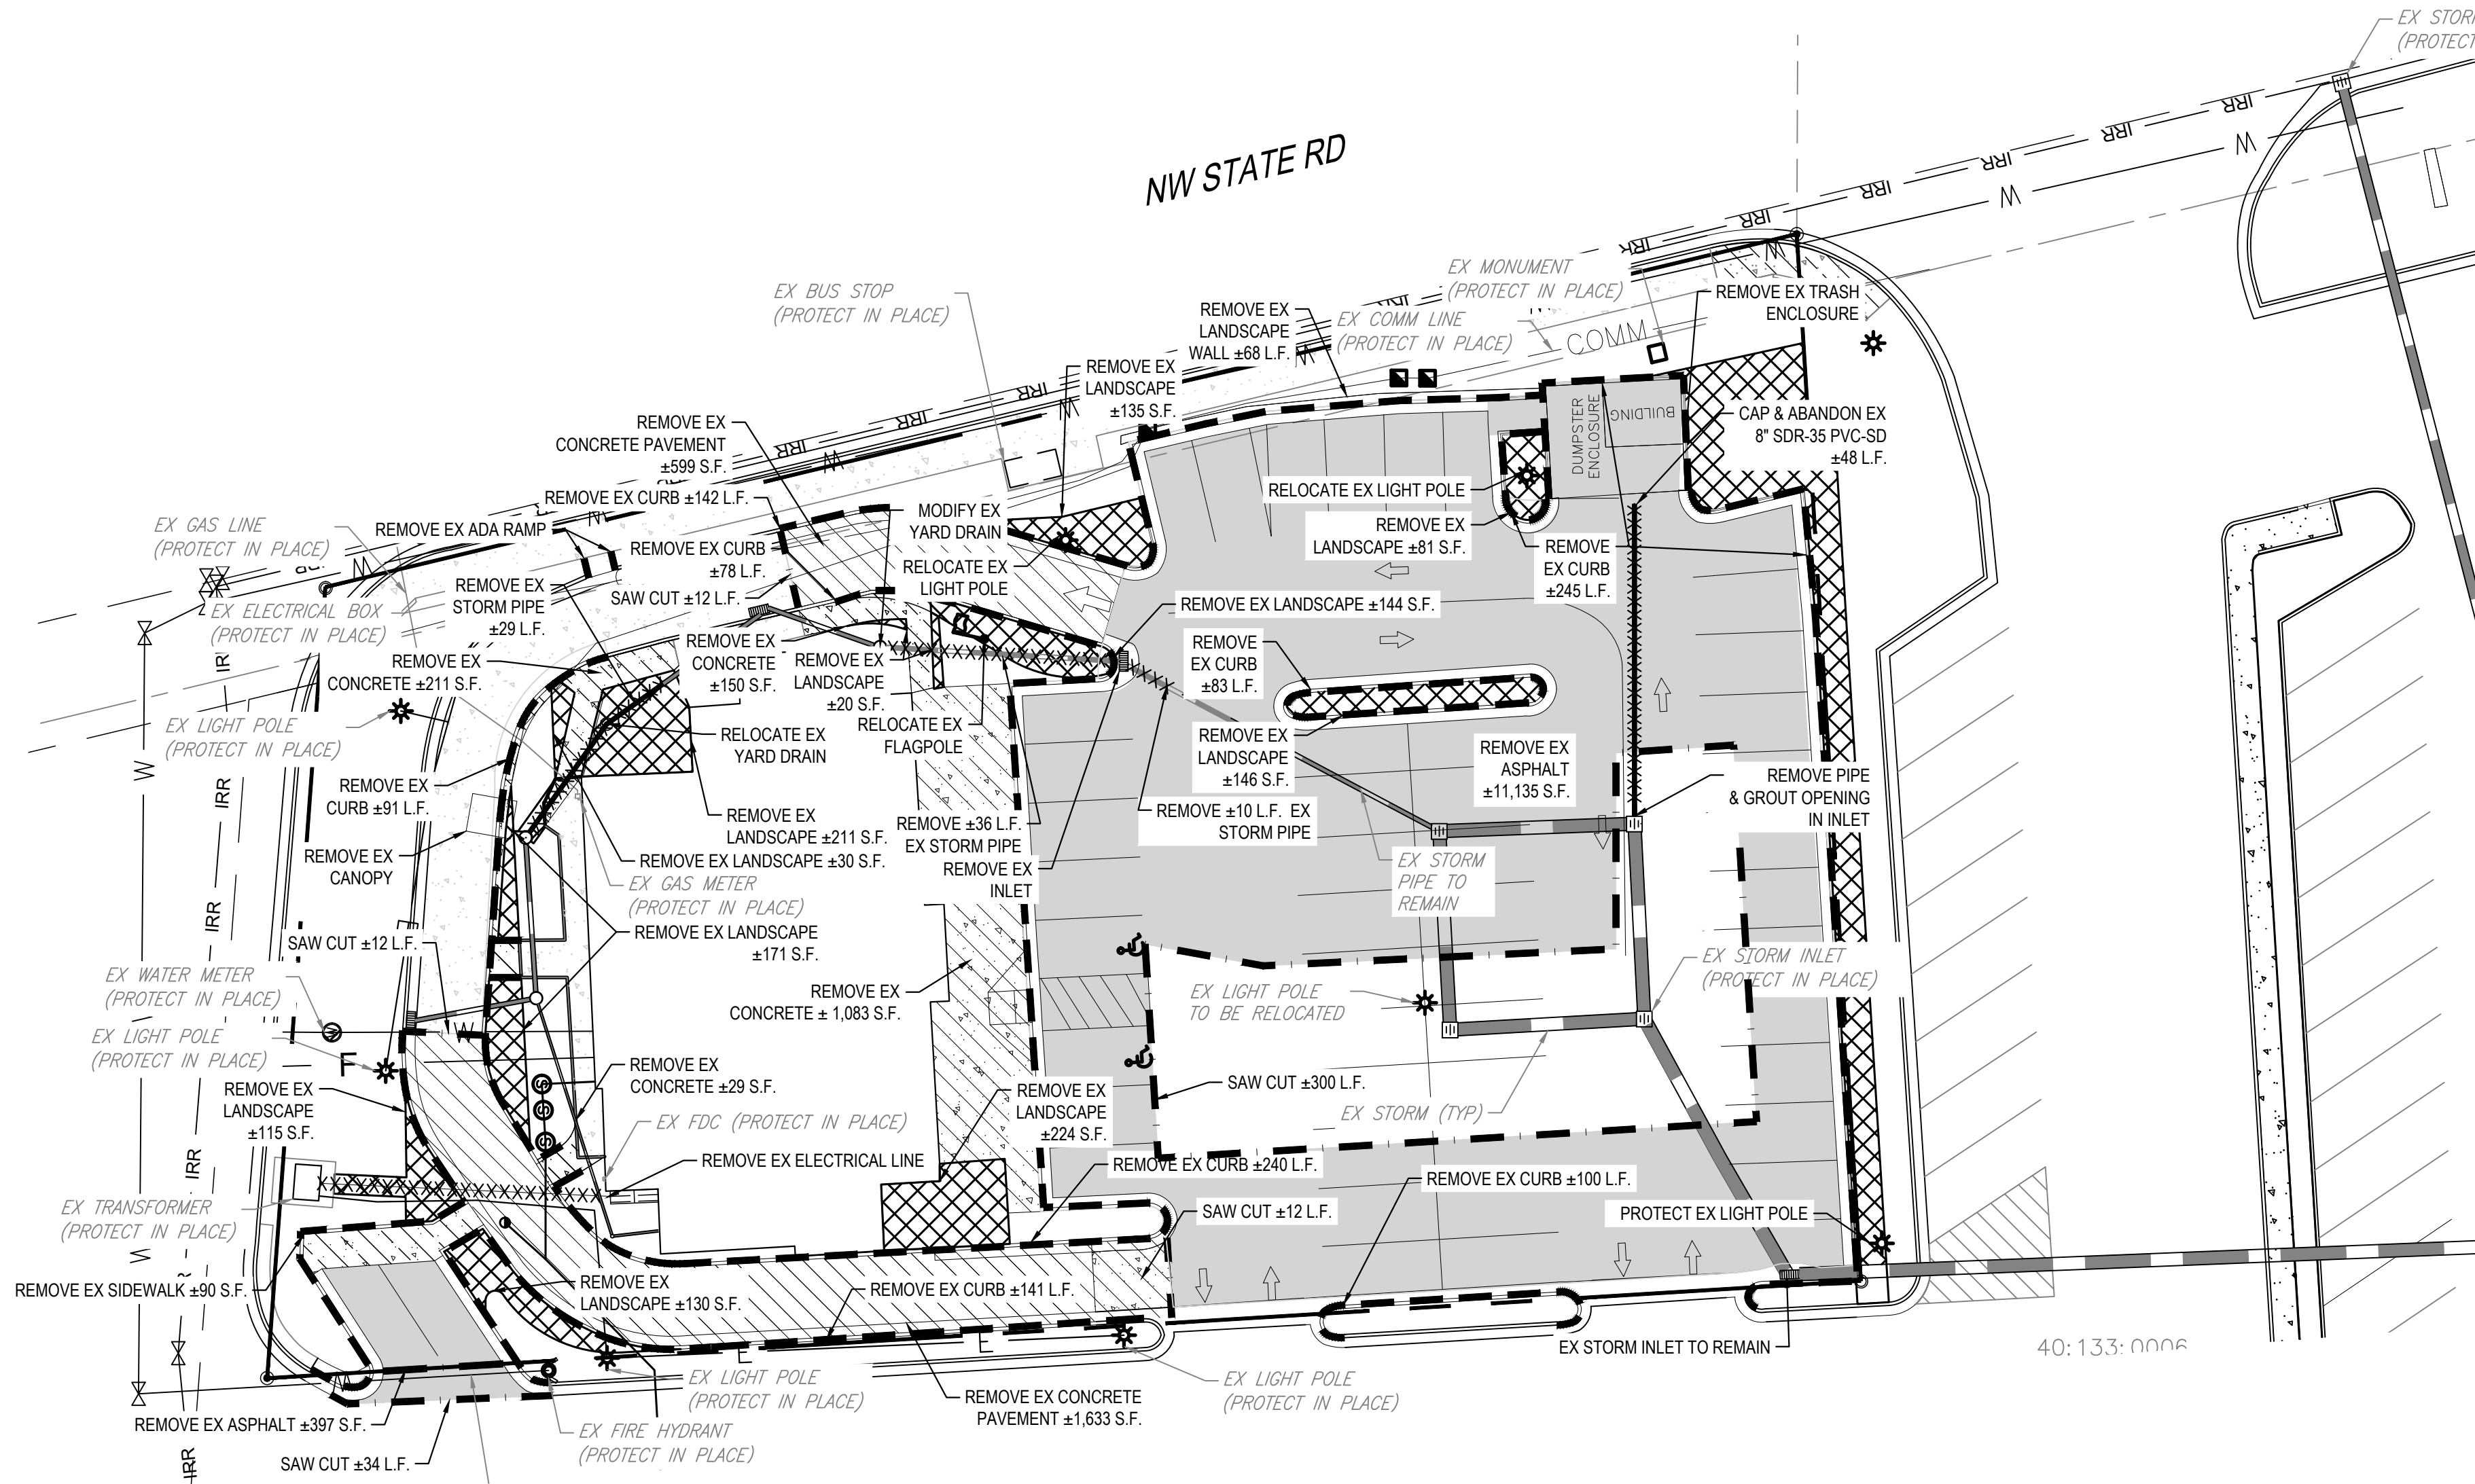 EX STORM
(PROTECT
NW STATE RD
IRR
IRR
IRR
IRR
IRR
IRR
W
W
W
EX MONUMENT
(PROTECT IN PLACE)
REMOVE EX TRASH
ENCLOSURE
EX BUS STOP
(PROTECT IN PLACE)
REMOVE EX
LANDSCAPE
WALL ±68 L.F.
EX COMM LINE
(PROTECT IN PLACE)
COMM
REMOVE EX
LANDSCAPE
±135 S.F.
W
IRR
IRR
IRR
W
W
REMOVE EX
CONCRETE PAVEMENT
±599 S.F.
DUMPSTER
ENCLOSURE
BUILDING
CAP & ABANDON EX
8" SDR-35 PVC-SD
±48 L.F.
REMOVE EX CURB ±142 L.F.
RELOCATE EX LIGHT POLE
MODIFY EX
YARD DRAIN
REMOVE EX
LANDSCAPE ±81 S.F.
EX GAS LINE
(PROTECT IN PLACE)
REMOVE EX ADA RAMP
W
W
REMOVE EX CURB
±78 L.F.
REMOVE
EX CURB
±245 L.F.
RELOCATE EX
LIGHT POLE
REMOVE EX
STORM PIPE
±29 L.F.
SAW CUT ±12 L.F.
EX ELECTRICAL BOX
(PROTECT IN PLACE)
REMOVE EX LANDSCAPE ±144 S.F.
REMOVE EX
CONCRETE ±211 S.F.
REMOVE EX
CONCRETE
±150 S.F.
REMOVE EX
LANDSCAPE
±20 S.F.
REMOVE
EX CURB
±83 L.F.
EX LIGHT POLE
(PROTECT IN PLACE)
RELOCATE EX
YARD DRAIN
RELOCATE EX
FLAGPOLE
REMOVE EX
LANDSCAPE
±146 S.F.
REMOVE EX
ASPHALT
±11,135 S.F.
W
IRR
REMOVE EX
CURB ±91 L.F.
REMOVE PIPE
& GROUT OPENING
IN INLET
REMOVE EX
LANDSCAPE ±211 S.F.
REMOVE ±36 L.F.
EX STORM PIPE
REMOVE ±10 L.F. EX
STORM PIPE
REMOVE EX
CANOPY
REMOVE EX LANDSCAPE ±30 S.F.
REMOVE EX
INLET
EX STORM
PIPE TO
REMAIN
EX GAS METER
(PROTECT IN PLACE)
IRR
SAW CUT ±12 L.F.
REMOVE EX LANDSCAPE
±171 S.F.
EX STORM INLET
(PROTECT IN PLACE)
EX WATER METER
(PROTECT IN PLACE)
REMOVE EX
CONCRETE ± 1,083 S.F.
EX LIGHT POLE
TO BE RELOCATED
W
W
EX LIGHT POLE
(PROTECT IN PLACE)
F
REMOVE EX
CONCRETE ±29 S.F.
S
S
S
REMOVE EX
LANDSCAPE
±115 S.F.
REMOVE EX
LANDSCAPE
±224 S.F.
SAW CUT ±300 L.F.
EX STORM (TYP)
EX FDC (PROTECT IN PLACE)
IRR
REMOVE EX ELECTRICAL LINE
REMOVE EX CURB ±240 L.F.
REMOVE EX CURB ±100 L.F.
EX TRANSFORMER
(PROTECT IN PLACE)
SAW CUT ±12 L.F.
PROTECT EX LIGHT POLE
W
REMOVE EX SIDEWALK ±90 S.F.
REMOVE EX
LANDSCAPE ±130 S.F.
REMOVE EX CURB ±141 L.F.
E
E
EX STORM INLET TO REMAIN
40:133:0006
W
EX LIGHT POLE
(PROTECT IN PLACE)
EX LIGHT POLE
(PROTECT IN PLACE)
REMOVE EX CONCRETE
PAVEMENT ±1,633 S.F.
REMOVE EX ASPHALT ±397 S.F.
EX FIRE HYDRANT
(PROTECT IN PLACE)
SAW CUT ±34 L.F.
IRR